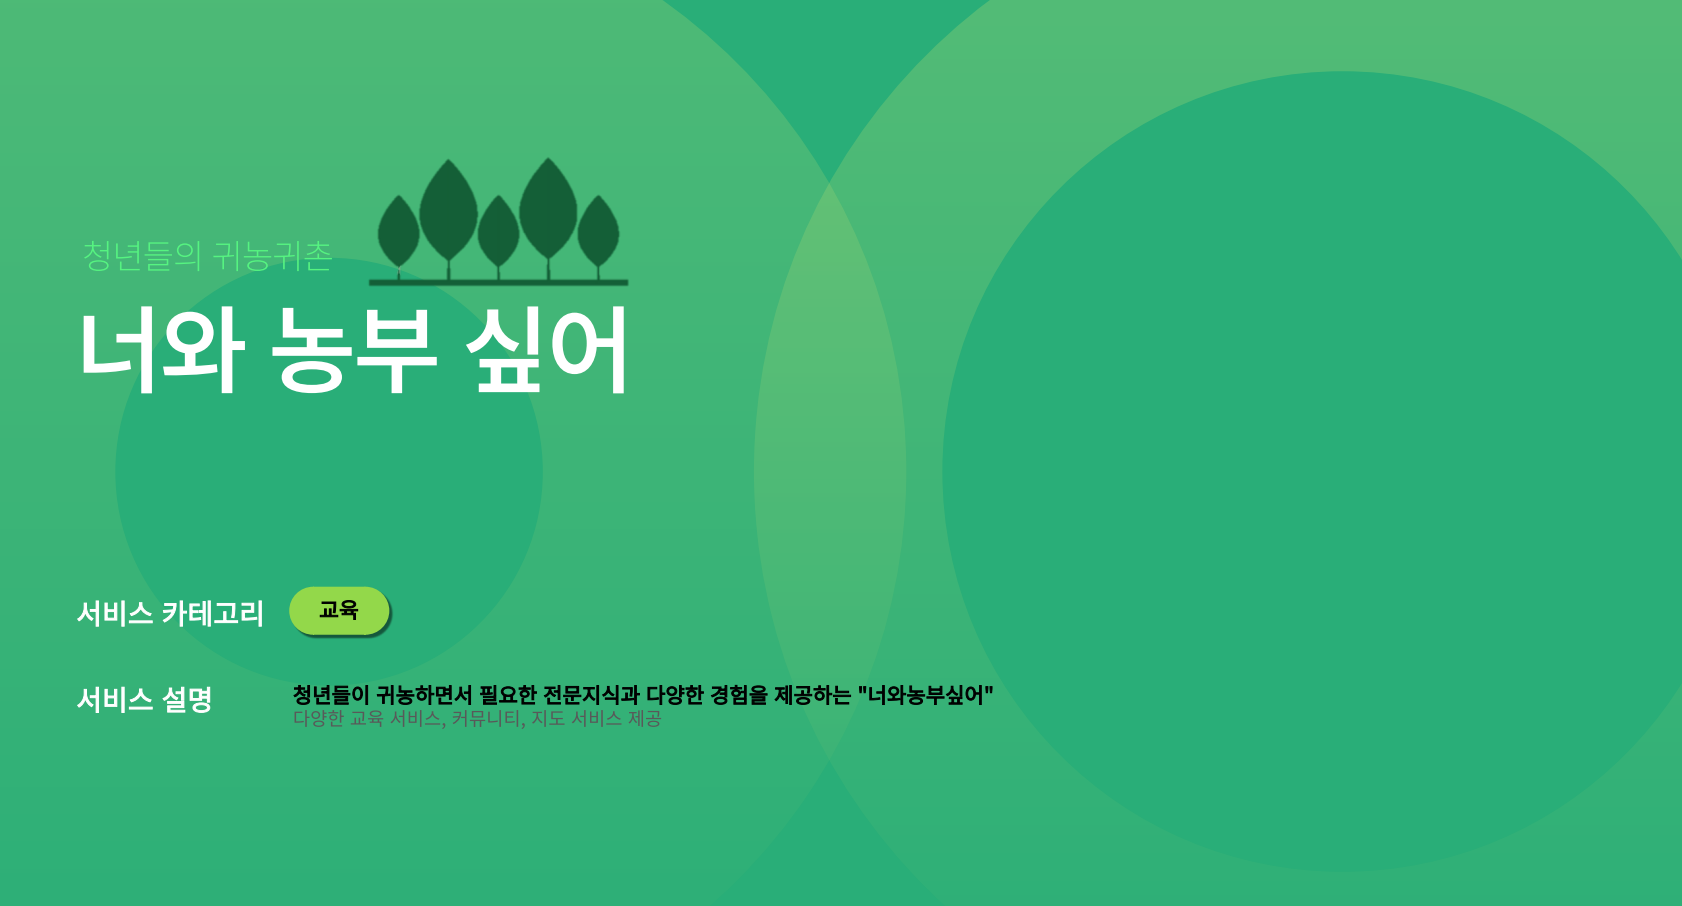 청년들의 귀농귀촌
너와 농부 싶어
서비스 카테고리 교육
서비스 설명 청년들이 귀농하면서 필요한 전문지식과 다양한 경험을 제공하는 "너와농부싶어"
다양한 교육 서비스, 커뮤니티, 지도 서비스 제공